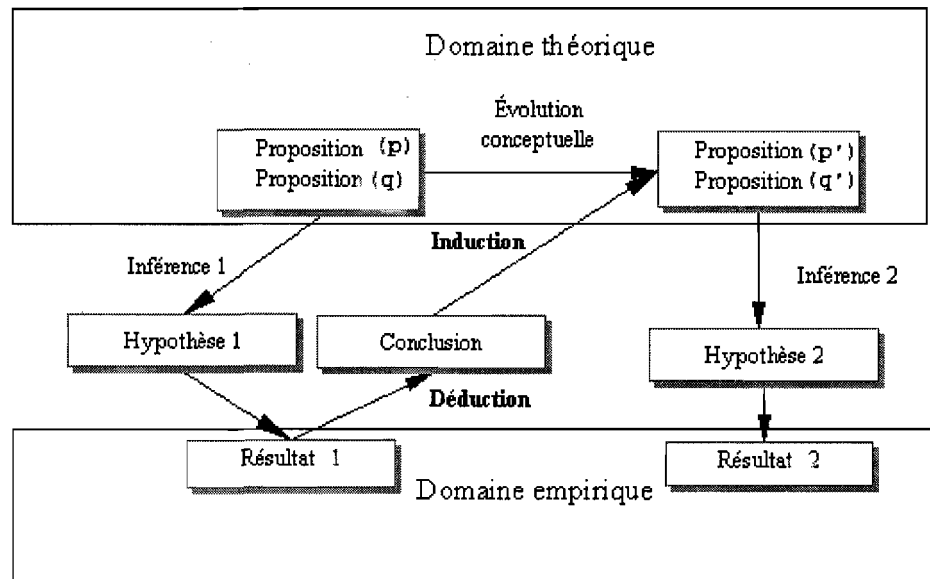 Domaine théorique
Évolution
conceptuelle
Proposition (p)
Proposition (q)
Proposition (p')
Proposition (q')
Induction
Inférence 1
Inférence 2
Hypothèse 1
Conclusion
Hypothèse 2
Déduction
Résultat 1
Résultat 2
Domaine empirique